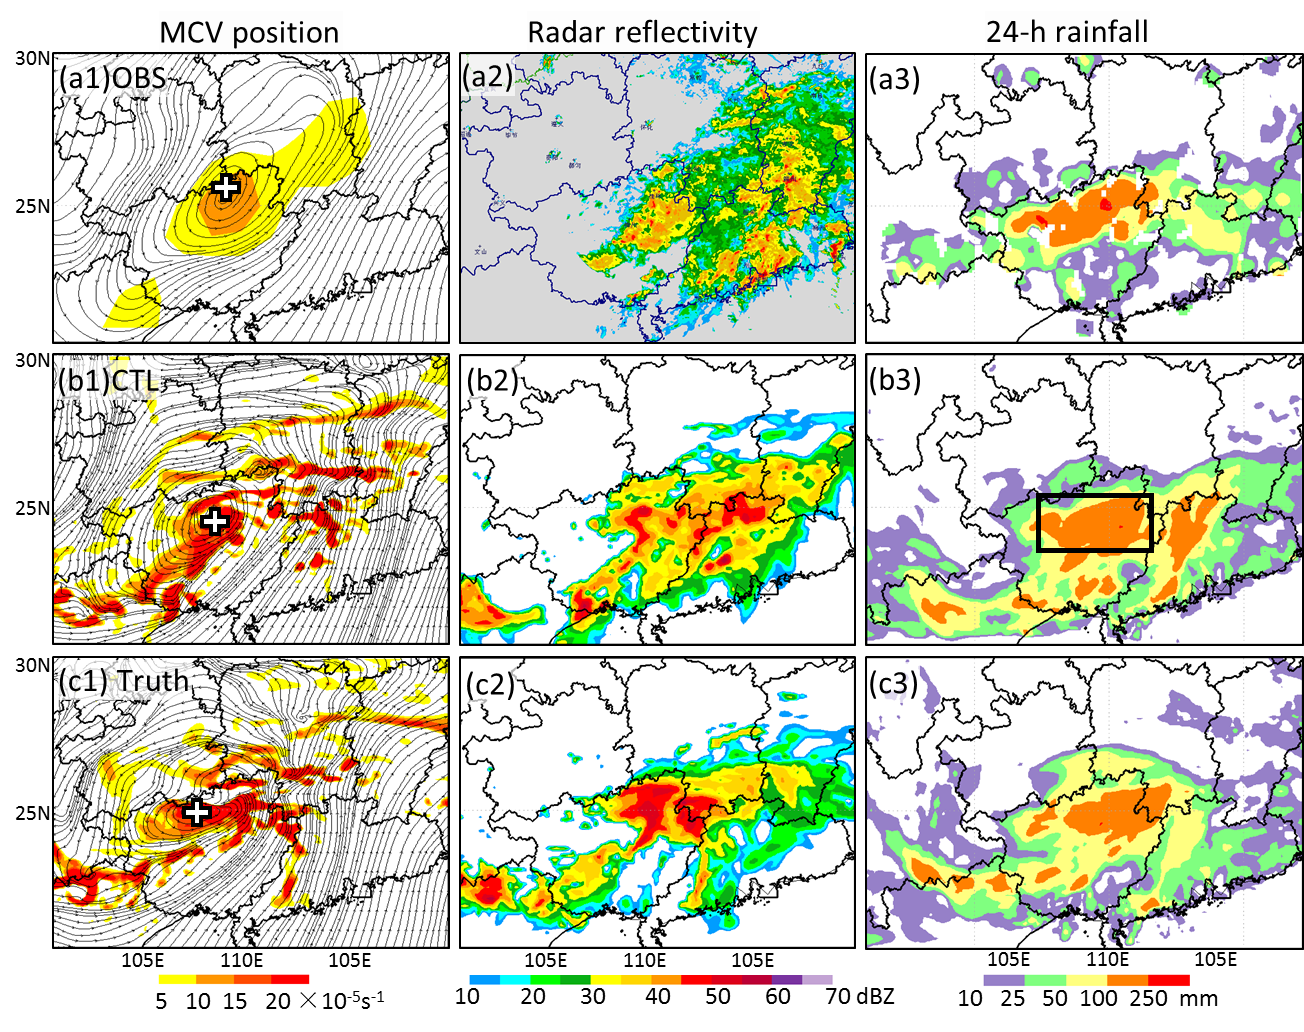 MCV position Radar reflectivity 24-h rainfall
30N (a1)OBS (a2) (a3)
25N
30N (b1)CTL (b2) (b3)
25N
30N (c1) Truth (c2) (c3)
25N
105E 110E 105E 105E 110E 105E 105E 110E 105E
5 10 15 20 ×10⁻⁵s⁻¹ 10 20 30 40 50 60 70 dBZ 10 25 50 100 250 mm